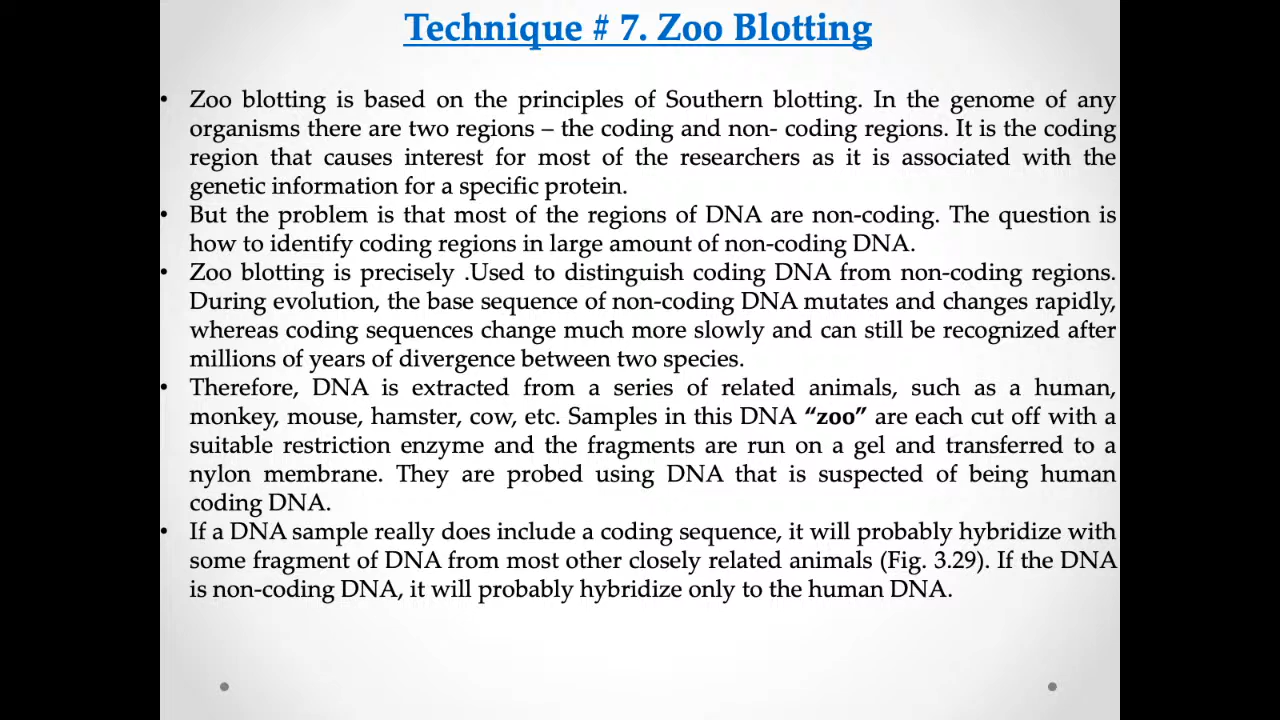 Technique # 7. Zoo Blotting
• Zoo blotting is based on the principles of Southern blotting. In the genome of any
organisms there are two regions – the coding and non- coding regions. It is the coding
region that causes interest for most of the researchers as it is associated with the
genetic information for a specific protein.
• But the problem is that most of the regions of DNA are non-coding. The question is
how to identify coding regions in large amount of non-coding DNA.
• Zoo blotting is precisely .Used to distinguish coding DNA from non-coding regions.
During evolution, the base sequence of non-coding DNA mutates and changes rapidly,
whereas coding sequences change much more slowly and can still be recognized after
millions of years of divergence between two species.
• Therefore, DNA is extracted from a series of related animals, such as a human,
monkey, mouse, hamster, cow, etc. Samples in this DNA “zoo” are each cut off with a
suitable restriction enzyme and the fragments are run on a gel and transferred to a
nylon membrane. They are probed using DNA that is suspected of being human
coding DNA.
• If a DNA sample really does include a coding sequence, it will probably hybridize with
some fragment of DNA from most other closely related animals (Fig. 3.29). If the DNA
is non-coding DNA, it will probably hybridize only to the human DNA.